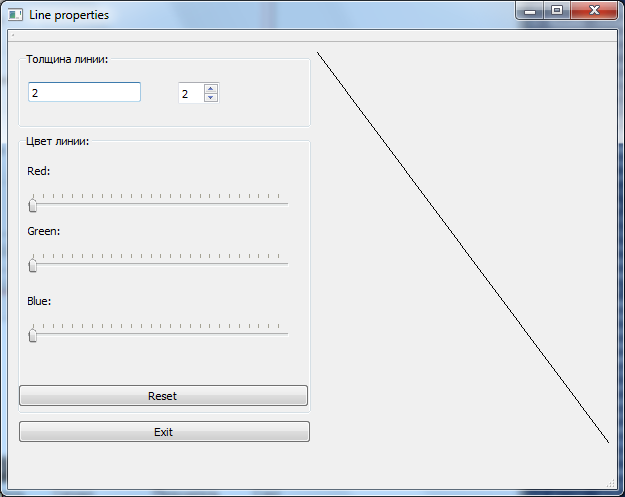 Line properties
Толщина линии:
2
2
Цвет линии:
Red:
Green:
Blue:
Reset
Exit